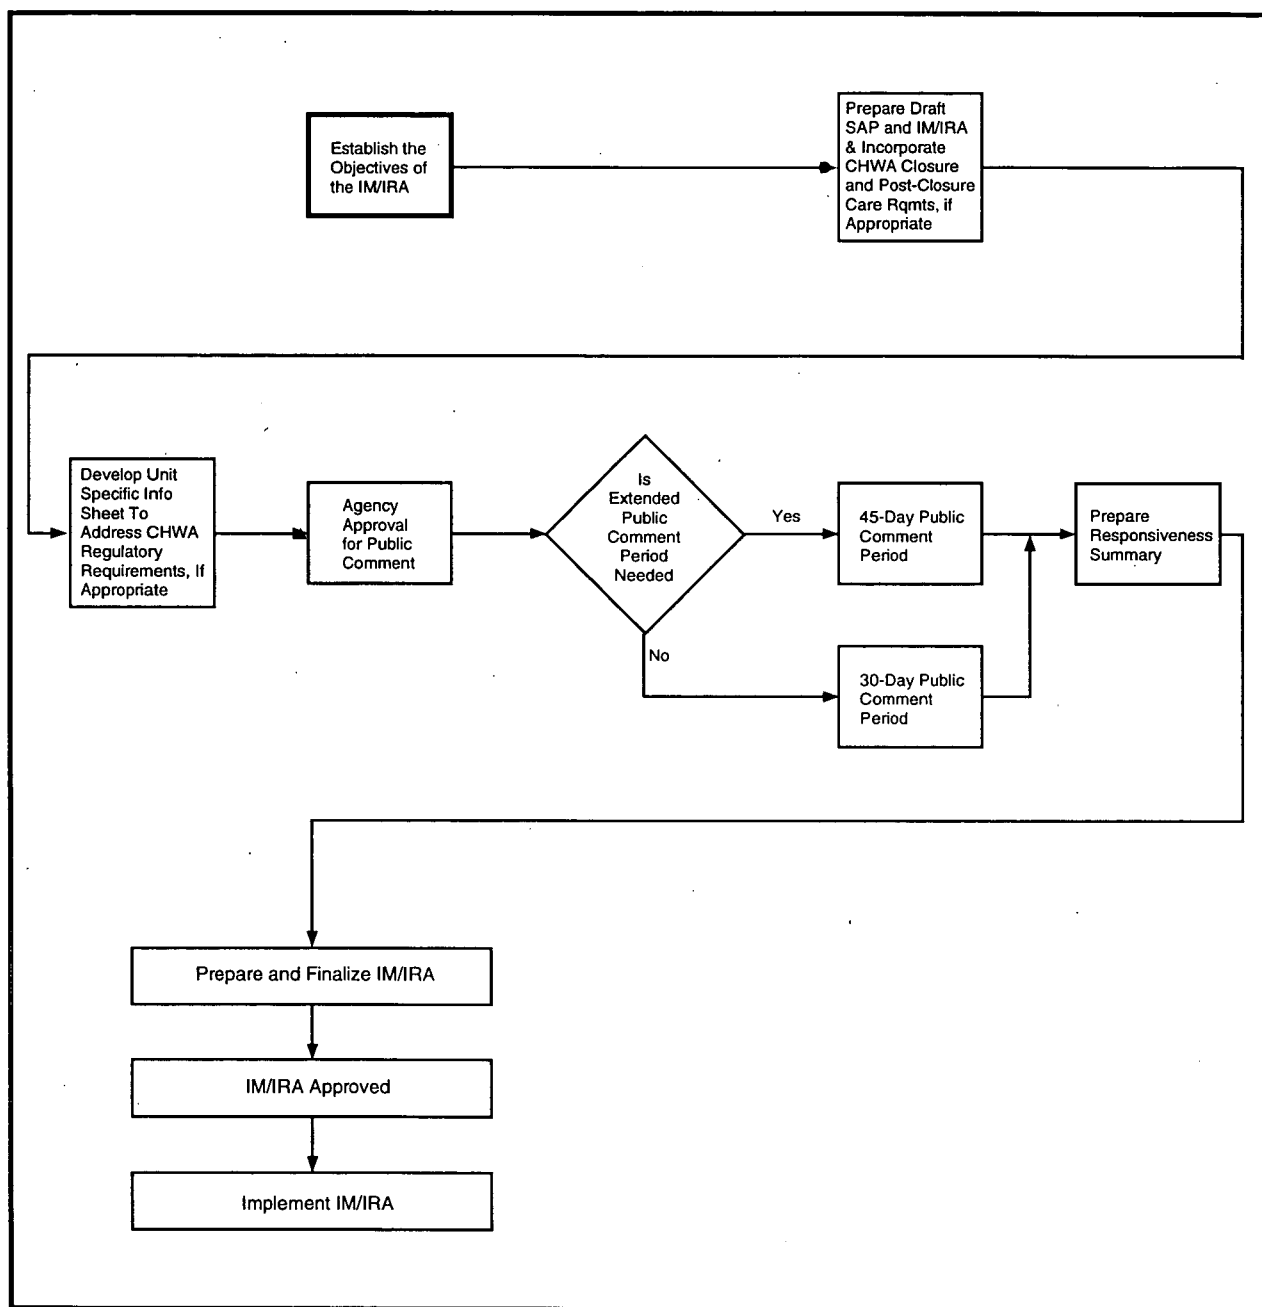 Establish the
Objectives of
the IM/IRA
Prepare Draft
SAP and IM/IRA
& Incorporate
CHWA Closure
and Post-Closure
Care Rqmts, if
Appropriate
Develop Unit
Specific Info
Sheet To
Address CHWA
Regulatory
Requirements, If
Appropriate
Agency
Approval
for Public
Comment
Is
Extended
Public
Comment
Period
Needed
Yes
No
45-Day Public
Comment
Period
30-Day Public
Comment
Period
Prepare
Responsiveness
Summary
Prepare and Finalize IM/IRA
IM/IRA Approved
Implement IM/IRA